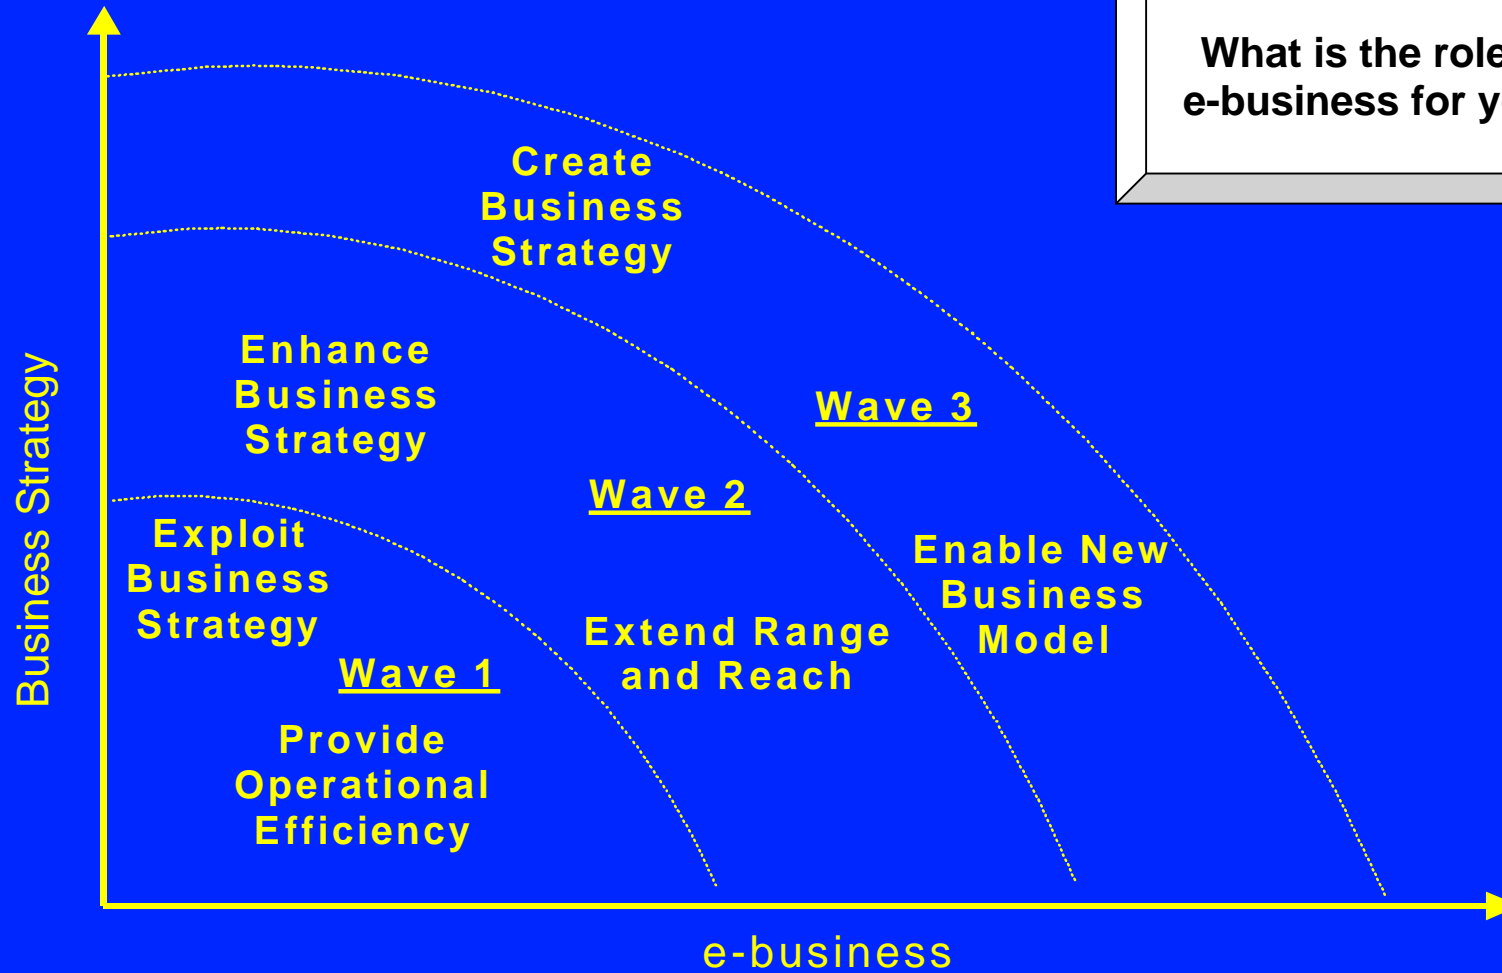 What is the role
e-business for y
Create
Business
Strategy
Enhance
Business
Strategy
Wave 3
Wave 2
Exploit
Business
Strategy
Enable New
Business
Model
Extend Range
and Reach
Wave 1
Provide
Operational
Efficiency
Business Strategy
e-business